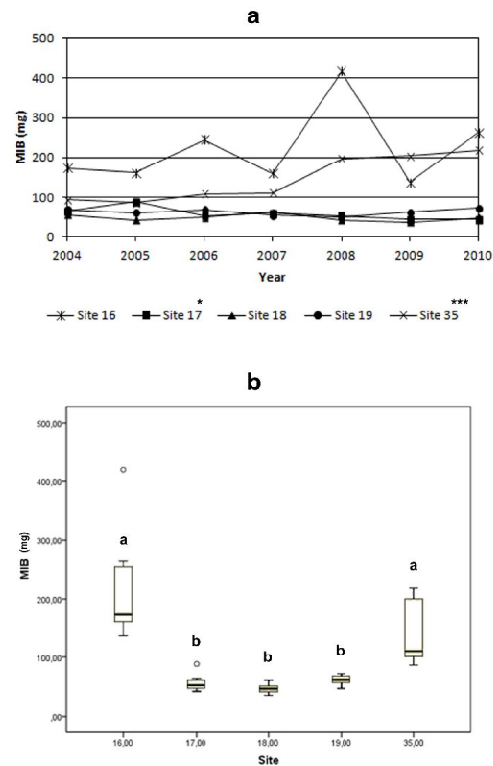 a
500
400
300
200
100
0
MIB (mg)
2004 2005 2006 2007 2008 2009 2010
Year
Site 16 Site 17 * Site 18 Site 19 Site 35 ***
b
500,00
400,00
300,00
200,00
100,00
,00
MIB (mg)
a b b b a
16,00 17,00 18,00 19,00 35,00
Site